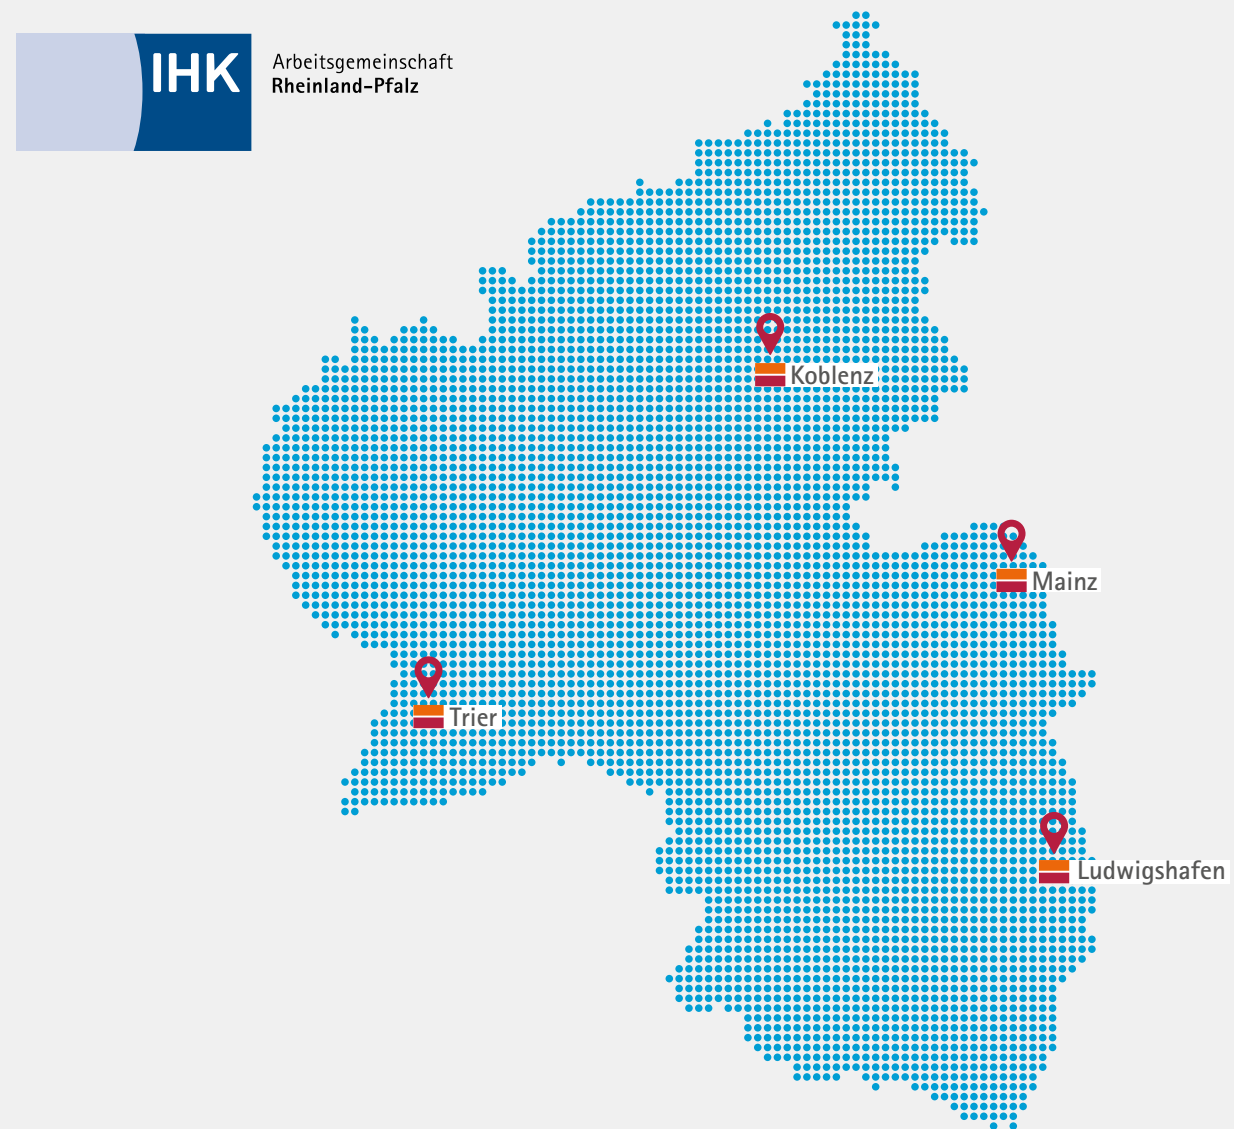 IHK
Arbeitsgemeinschaft
Rheinland-Pfalz
Koblenz
Mainz
Trier
Ludwigshafen